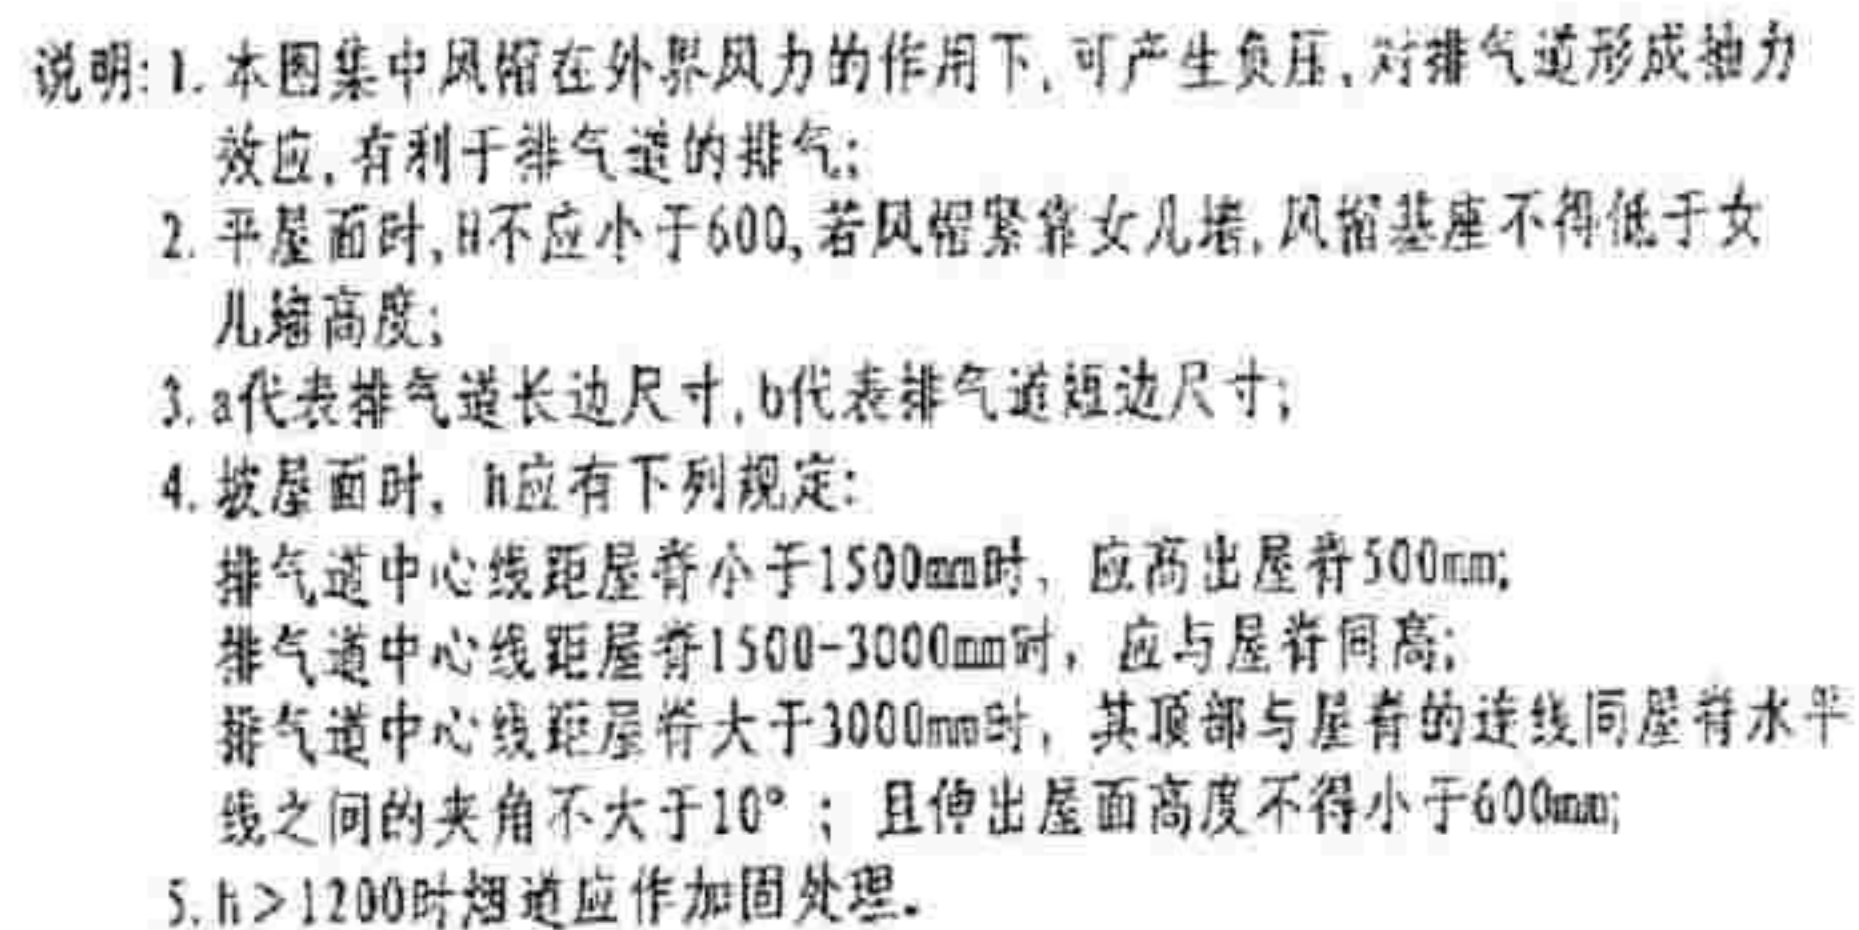 说明: 1. 本图集中风帽在外界风力的作用下, 可产生负压, 对排气道形成抽力
效应, 有利于排气道的排气;
2. 平屋面时, H不应小于600, 若风帽紧靠女儿墙, 风帽基座不得低于女
儿墙高度;
3. a代表排气道长边尺寸, b代表排气道短边尺寸;
4. 坡屋面时, h应有下列规定:
排气道中心线距屋脊小于1500mm时, 应高出屋脊500mm;
排气道中心线距屋脊1500-3000mm时, 应与屋脊同高;
排气道中心线距屋脊大于3000mm时, 其顶部与屋脊的连线同屋脊水平
线之间的夹角不大于10° ; 且伸出屋面高度不得小于600mm;
5. h>1200时烟道应作加固处理.